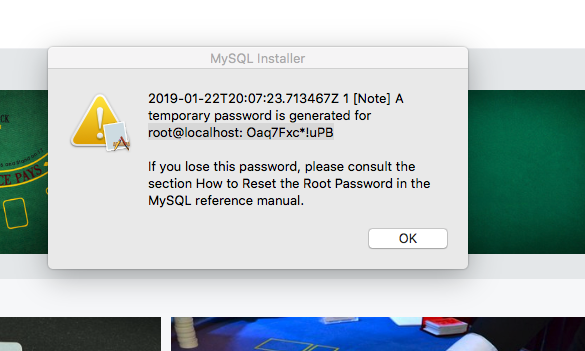 MySQL Installer
2019-01-22T20:07:23.713467Z 1 [Note] A
temporary password is generated for
root@localhost: Oaq7Fxc*!uPB
If you lose this password, please consult the
section How to Reset the Root Password in the
MySQL reference manual.
OK
CE PAYS